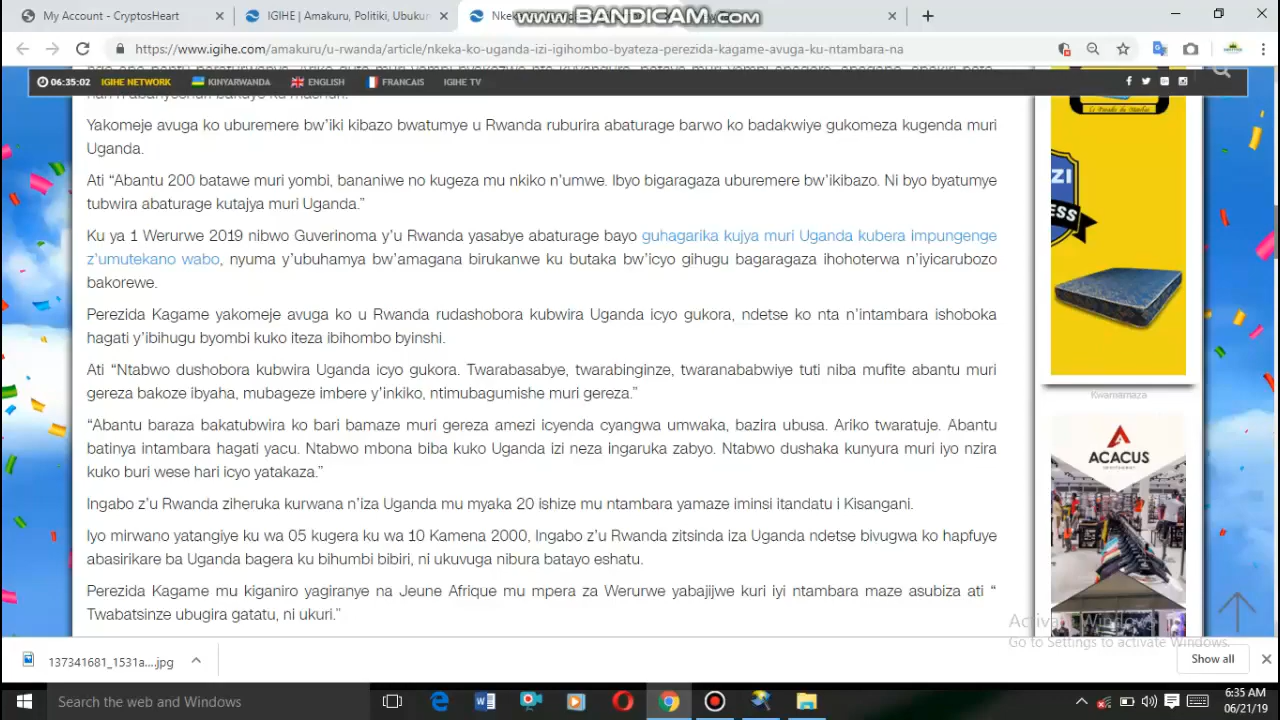 My Account - CryptosHeart
IGIHE | Amakuru, Politiki, Ubukun
Nkeka
www.BANDICAM.com
https://www.igihe.com/amakuru/u-rwanda/article/nkeka-ko-uganda-izi-igihombo-byateza-perezida-kagame-avuga-ku-ntambara-na
06:35:02 IGIHE NETWORK KINYARWANDA ENGLISH FRANCAIS IGIHE TV
Yakomeje avuga ko uburemere bw'iki kibazo bwatumye u Rwanda ruburira abaturage barwo ko badakwiye gukomeza kugenda muri
Uganda.
Ati “Abantu 200 batawe muri yombi, bananiwe no kugeza mu nkiko n'umwe. Ibyo bigaragaza uburemere bw'ikibazo. Ni byo byatumye
tubwira abaturage kutajya muri Uganda.”
Ku ya 1 Werurwe 2019 nibwo Guverinoma y'u Rwanda yasabye abaturage bayo guhagarika kujya muri Uganda kubera impungenge
z'umutekano wabo, nyuma y'ubuhamya bw'amagana birukanwe ku butaka bw'icyo gihugu bagaragaza ihohoterwa n'iyicarubozo
bakorewe.
Perezida Kagame yakomeje avuga ko u Rwanda rudashobora kubwira Uganda icyo gukora, ndetse ko nta n'intambara ishoboka
hagati y'ibihugu byombi kuko iteza ibihombo byinshi.
Ati “Ntabwo dushobora kubwira Uganda icyo gukora. Twarabasabye, twarabinginze, twaranababwiye tuti niba mufite abantu muri
gereza bakoze ibyaha, mubageze imbere y'inkiko, ntimubagumishe muri gereza.”
“Abantu baraza bakatubwira ko bari bamaze muri gereza amezi icyenda cyangwa umwaka, bazira ubusa. Ariko twaratuje. Abantu
batinya intambara hagati yacu. Ntabwo mbona biba kuko Uganda izi neza ingaruka zabyo. Ntabwo dushaka kunyura muri iyo nzira
kuko buri wese hari icyo yatakaza.”
Ingabo z'u Rwanda ziheruka kurwana n'iza Uganda mu myaka 20 ishize mu ntambara yamaze iminsi itandatu i Kisangani.
Iyo mirwano yatangiye ku wa 05 kugera ku wa 10 Kamena 2000, Ingabo z'u Rwanda zitsinda iza Uganda ndetse bivugwa ko hapfuye
abasirikare ba Uganda bagera ku bihumbi bibiri, ni ukuvuga nibura batayo eshatu.
Perezida Kagame mu kiganiro yagiranye na Jeune Afrique mu mpera za Werurwe yabajijwe kuri iyi ntambara maze asubiza ati “
Twabatsinze ubugira gatatu, ni ukuri.”
ZI
ESS
Kwamamaza
ACACUS
Activate Windows
Go to Settings to activate Windows.
137341681_1531a....jpg
Show all
Search the web and Windows
6:35 AM
06/21/19